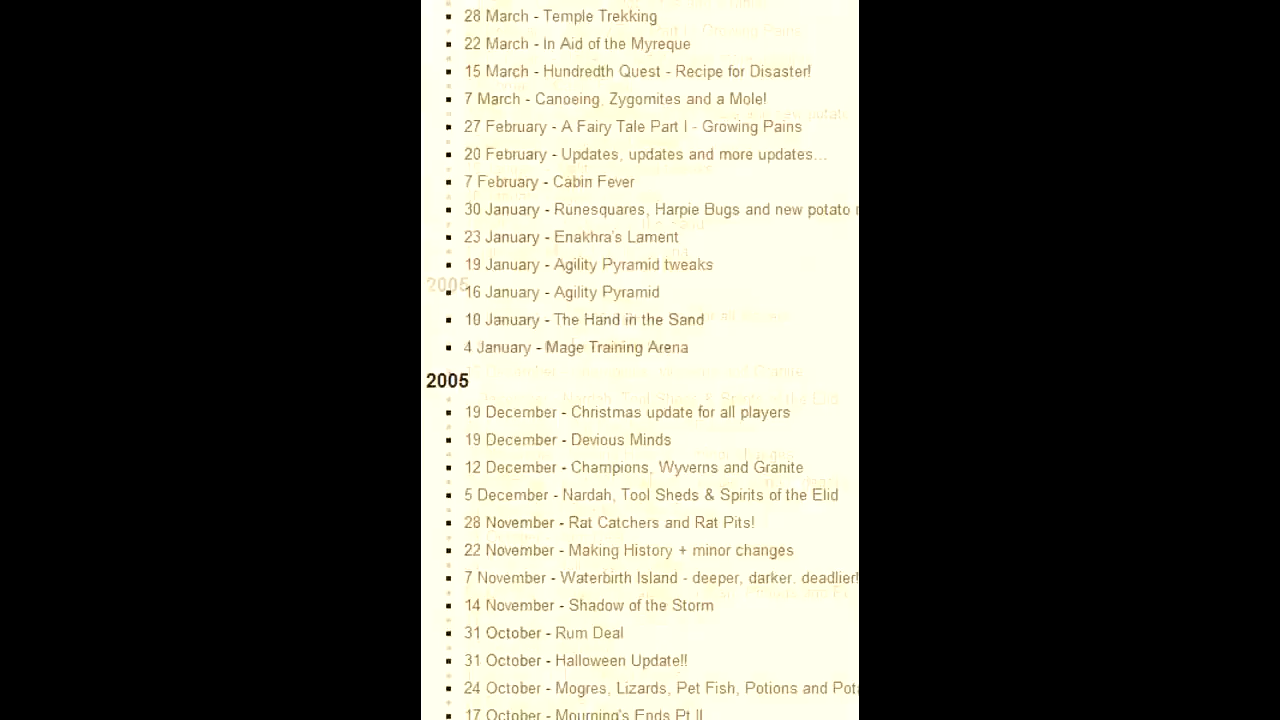 28 March - Temple Trekking
22 March - In Aid of the Myreque
15 March - Hundredth Quest - Recipe for Disaster!
7 March - Canoeing, Zygomites and a Mole!
27 February - A Fairy Tale Part I - Growing Pains
20 February - Updates, updates and more updates...
7 February - Cabin Fever
30 January - Runesquares, Harpie Bugs and new potato
23 January - Enakhra's Lament
19 January - Agility Pyramid tweaks
16 January - Agility Pyramid
10 January - The Hand in the Sand
4 January - Mage Training Arena
2005
19 December - Christmas update for all players
19 December - Devious Minds
12 December - Champions, Wyverns and Granite
5 December - Nardah, Tool Sheds & Spirits of the Elid
28 November - Rat Catchers and Rat Pits!
22 November - Making History + minor changes
7 November - Waterbirth Island - deeper, darker, deadlier!
14 November - Shadow of the Storm
31 October - Rum Deal
31 October - Halloween Update!!
24 October - Mogres, Lizards, Pet Fish, Potions and Pot
17 October - Mourning's Ends Pt II